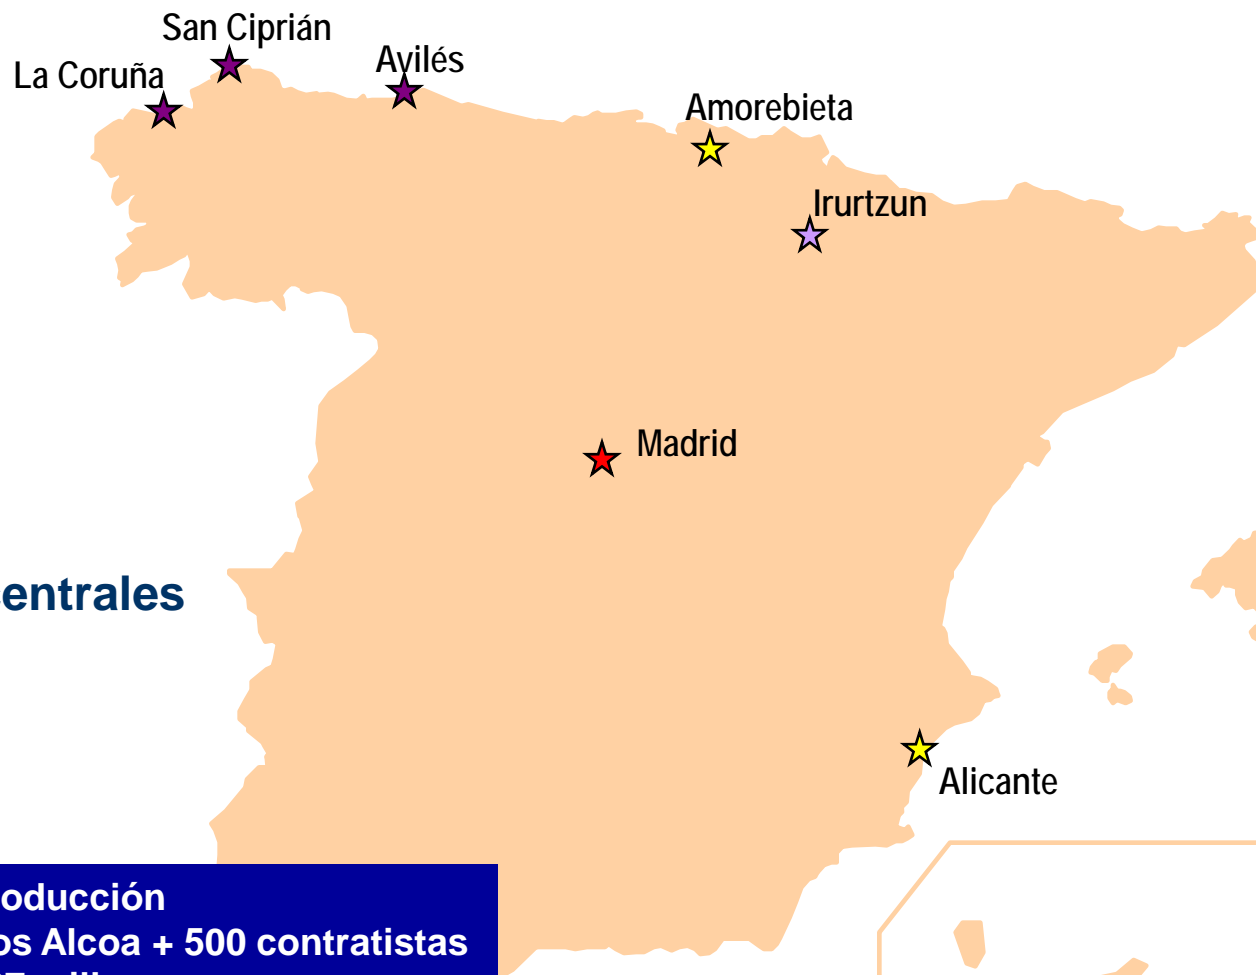 San Ciprián
La Coruña
Avilés
Amorebieta
Irurtzun
Madrid
entrales
Alicante
oducción
os Alcoa + 500 contratistas